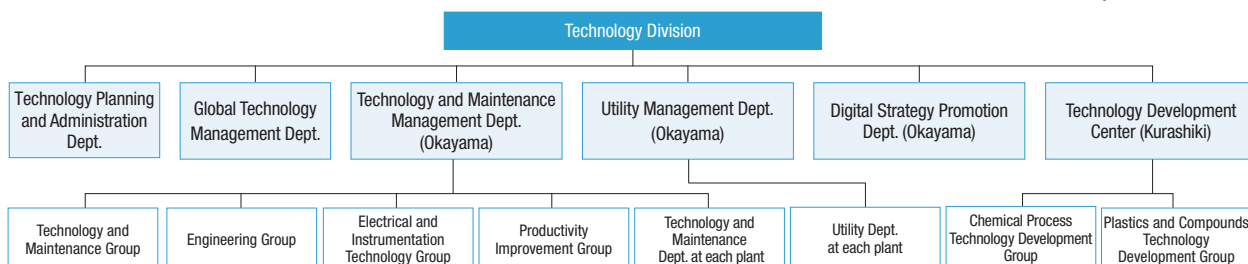 Technology Division
Technology Planning
and Administration
Dept.
Global Technology
Management Dept.
Technology and Maintenance
Management Dept.
(Okayama)
Utility Management Dept.
(Okayama)
Digital Strategy Promotion
Dept. (Okayama)
Technology Development
Center (Kurashiki)
Technology and
Maintenance Group
Engineering Group
Electrical and
Instrumentation
Technology Group
Productivity
Improvement Group
Technology and
Maintenance
Dept. at each plant
Utility Dept.
at each plant
Chemical Process
Technology Development
Group
Plastics and Compounds
Technology
Development Group